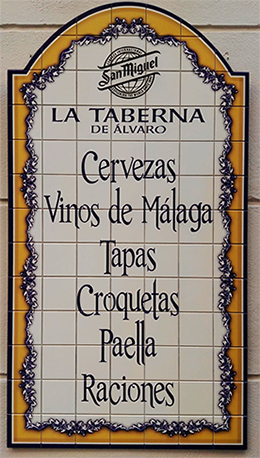 San Miguel
LA TABERNA
DE ÁLVARO
Cervezas
Vinos de Málaga
Tapas
Croquetas
Paella
Raciones